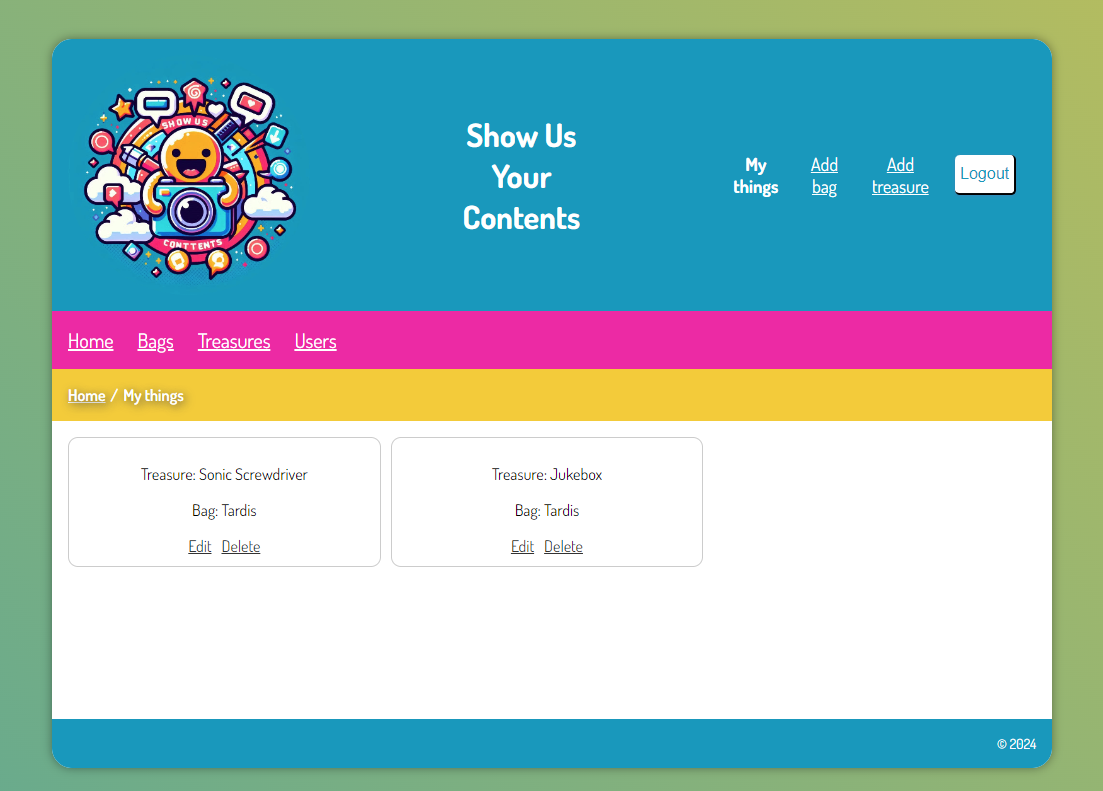 SHOW US
CONTTENTS
Show Us
Your
Contents
My
things
Add
bag
Add
treasure
Logout
Home Bags Treasures Users
Home / My things
Treasure: Sonic Screwdriver
Bag: Tardis
Edit Delete
Treasure: Jukebox
Bag: Tardis
Edit Delete
© 2024